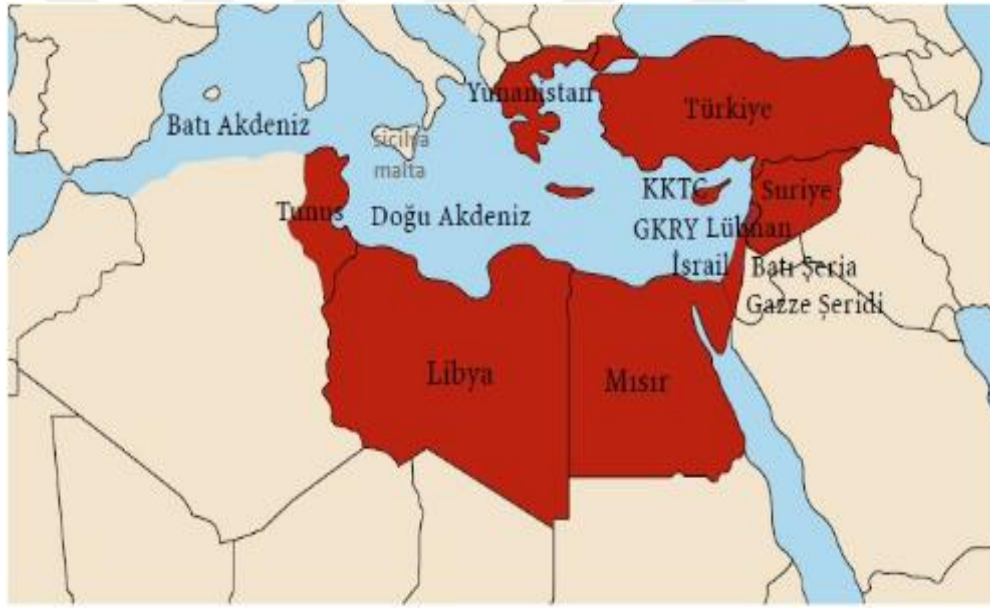 Yunanistan
Türkiye
Batı Akdeniz
sicilya
malta
KKTC
Suriye
Tunus
Doğu Akdeniz
GKRY Lübnan
İsrail
Batı Şeria
Gazze Şeridi
Libya
Mısır